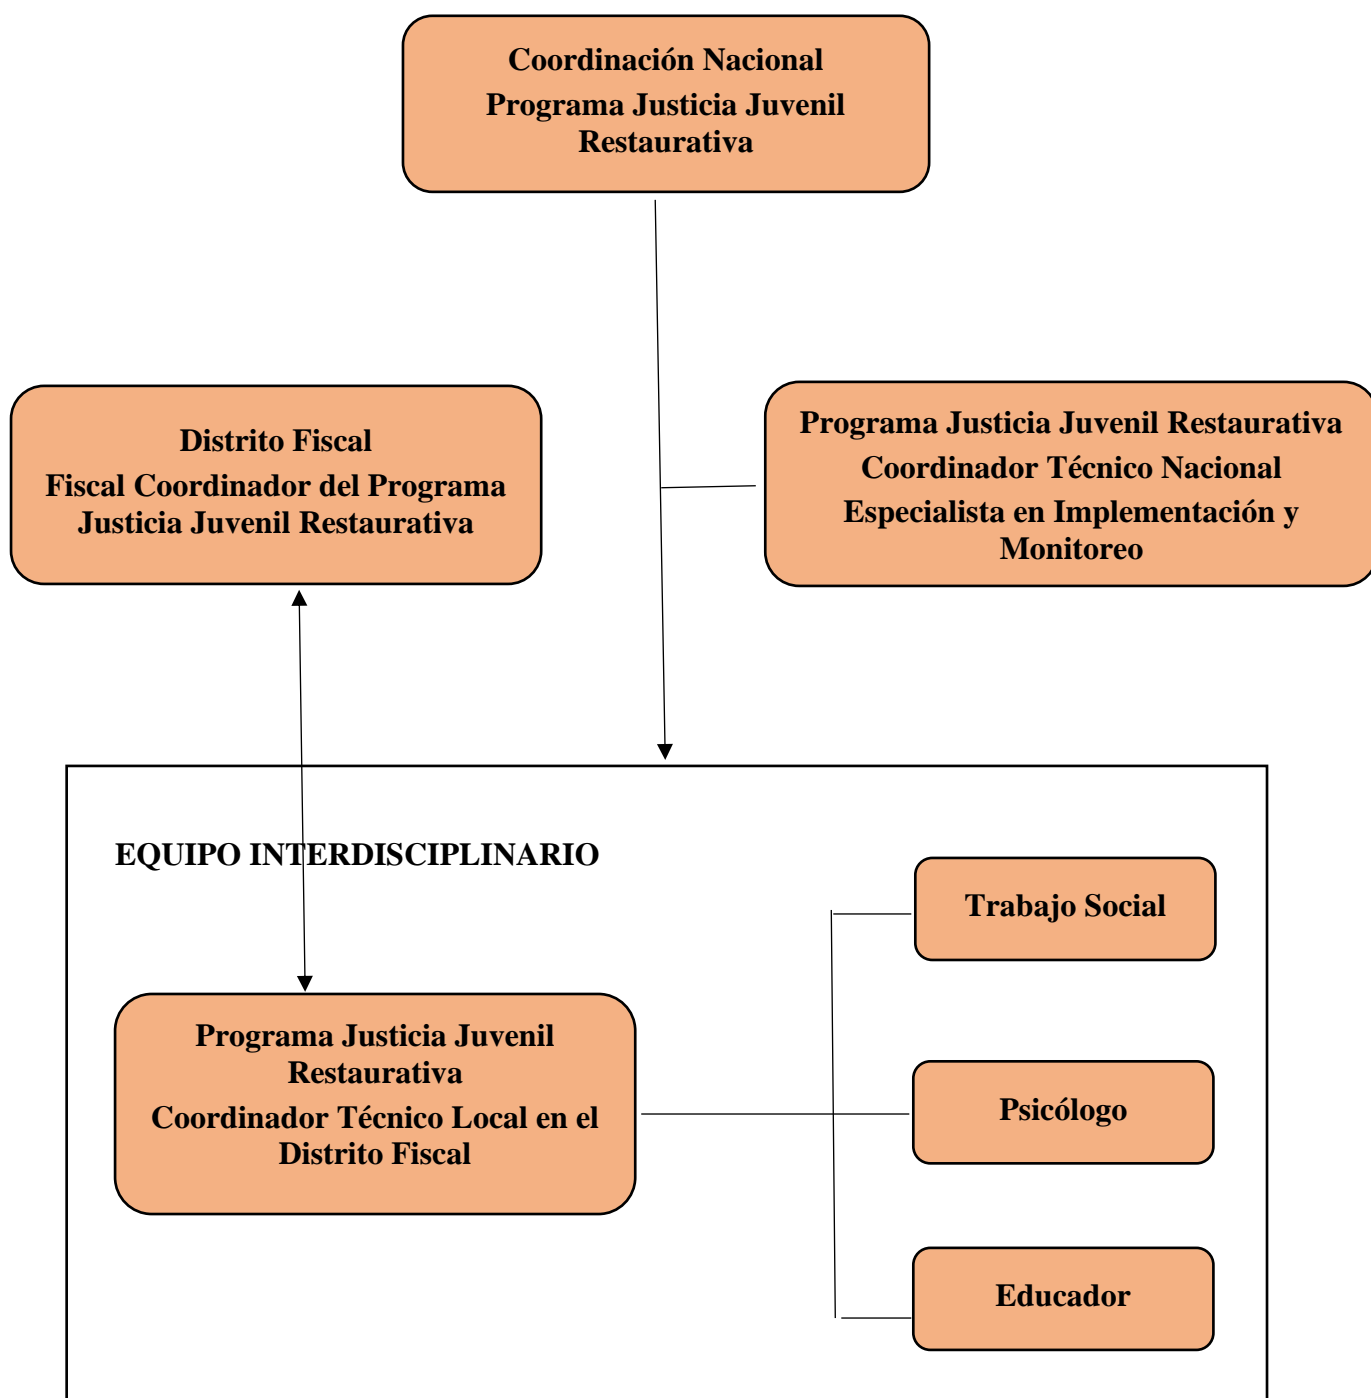 Coordinación Nacional
Programa Justicia Juvenil
Restaurativa
Distrito Fiscal
Fiscal Coordinador del Programa
Justicia Juvenil Restaurativa
Programa Justicia Juvenil Restaurativa
Coordinador Técnico Nacional
Especialista en Implementación y
Monitoreo
EQUIPO INTERDISCIPLINARIO
Programa Justicia Juvenil
Restaurativa
Coordinador Técnico Local en el
Distrito Fiscal
Trabajo Social
Psicólogo
Educador